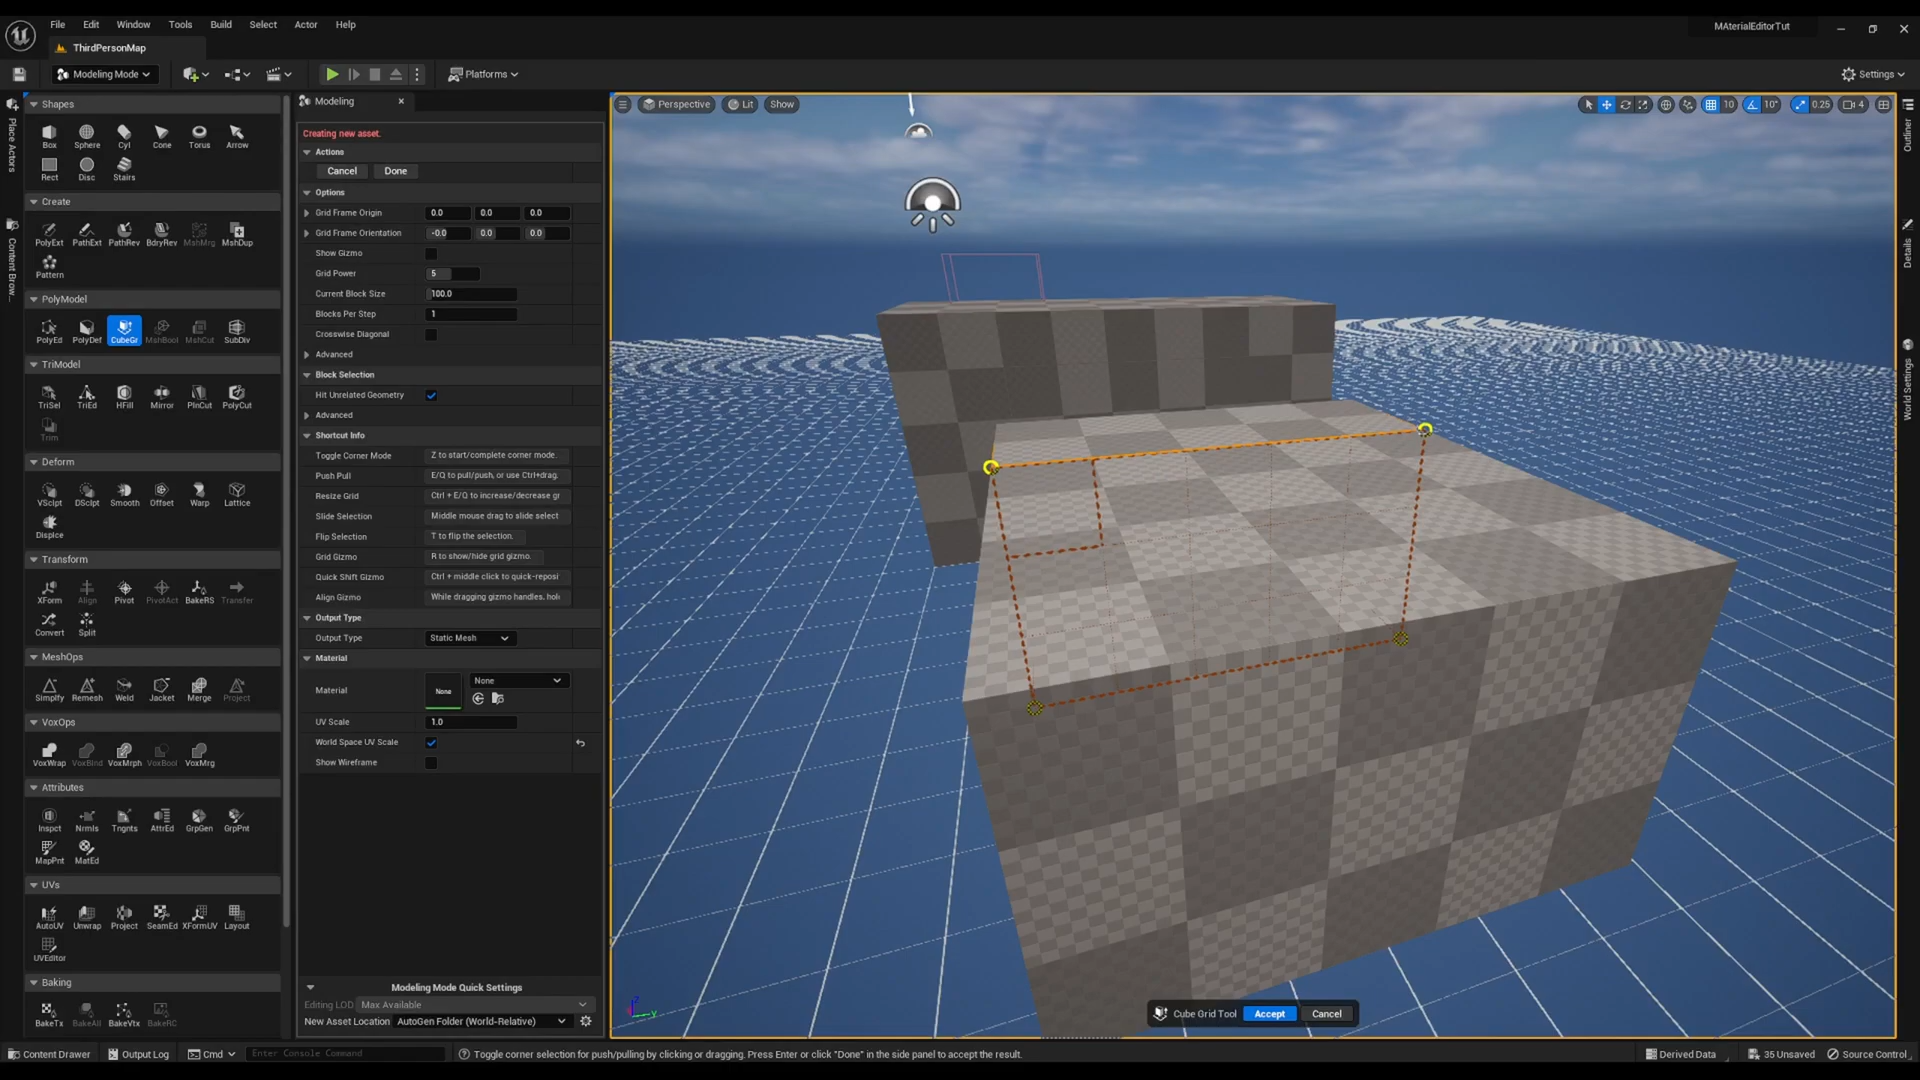 File Edit Window Tools Build Select Actor Help
MAterialEditorTut
ThirdPersonMap
Modeling Mode
Platforms
Settings
Place Actors
Content Brow...
Shapes
Box Sphere Cyl Cone Torus Arrow
Rect Disc Stairs
Create
PolyExt PathExt PathRev BdryRev MshMrg MshDup
Pattern
PolyModel
PolyEd PolyDef CubeGr MshBool MshCut SubDiv
TriModel
TriSel TriEd HFill Mirror PlnCut PolyCut
Trim
Deform
VSclpt DSclpt Smooth Offset Warp Lattice
Displce
Transform
XForm Align Pivot PivotAct BakeRS Transfer
Convert Split
MeshOps
Simplfy Remesh Weld Jacket Merge Project
VoxOps
VoxWrap VoxBlnd VoxMrph VoxBool VoxMrg
Attributes
Inspct Nrmls Tngnts AttrEd GrpGen GrpPnt
MapPnt MatEd
UVs
AutoUV Unwrap Project SeamEd XFormUV Layout
UVEditor
Baking
BakeTx BakeAll BakeVtx BakeRC
Modeling
Creating new asset.
Actions
Cancel Done
Options
Grid Frame Origin 0.0 0.0 0.0
Grid Frame Orientation -0.0 0.0 0.0
Show Gizmo
Grid Power 5
Current Block Size 100.0
Blocks Per Step 1
Crosswise Diagonal
Advanced
Block Selection
Hit Unrelated Geometry
Advanced
Shortcut Info
Toggle Corner Mode Z to start/complete corner mode.
Push Pull E/Q to pull/push, or use Ctrl+drag.
Resize Grid Ctrl + E/Q to increase/decrease gr
Slide Selection Middle mouse drag to slide select
Flip Selection T to flip the selection.
Grid Gizmo R to show/hide grid gizmo.
Quick Shift Gizmo Ctrl + middle click to quick-reposi
Align Gizmo While dragging gizmo handles, hol
Output Type
Output Type Static Mesh
Material
Material None None
UV Scale 1.0
World Space UV Scale
Show Wireframe
Modeling Mode Quick Settings
Editing LOD Max Available
New Asset Location AutoGen Folder (World-Relative)
Perspective Lit Show
10 10° 0.25 4
Z
Y
Cube Grid Tool Accept Cancel
Outliner
Details
World Settings
Content Drawer Output Log Cmd Enter Console Command
Toggle corner selection for push/pulling by clicking or dragging. Press Enter or click "Done" in the side panel to accept the result.
Derived Data 35 Unsaved Source Control